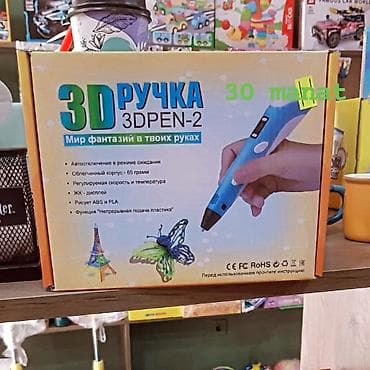 3D РУЧКА
3DPEN-2
30 manat
Мир фантазий в твоих руках
• Автоотключение в режиме ожидания
• Облегченный корпус - 65 грамм
• Регулируемая скорость и температура
• ЖК - дисплей
• Рисует ABS и PLA
• Функция "Непрерывная подача пластика"
CE FC RoHS
Перед использованием прочтите инструкцию